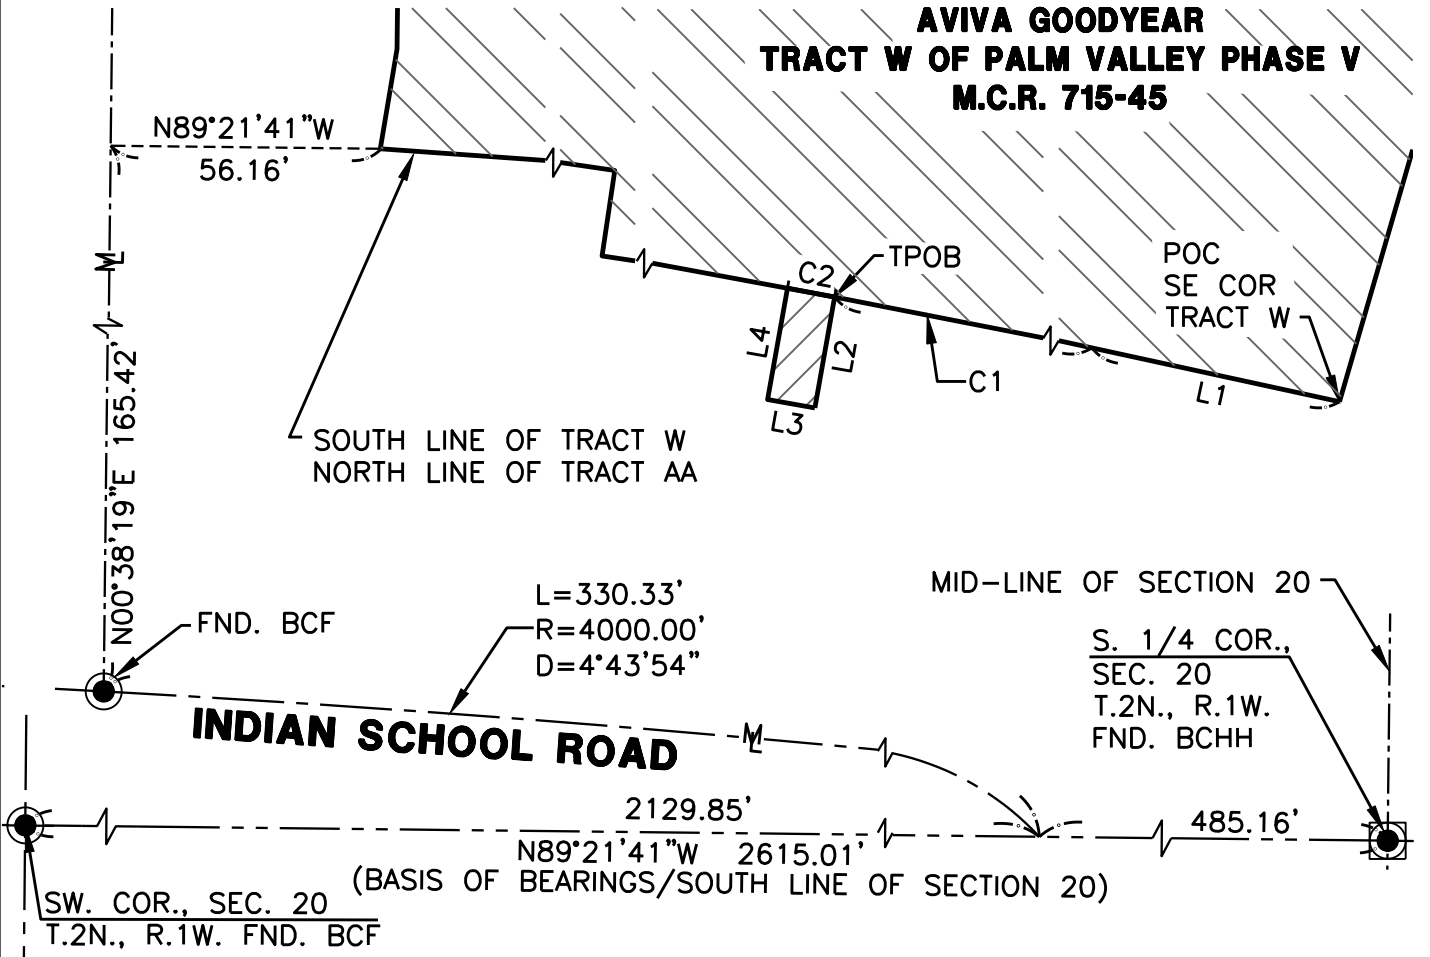 AVIVA GOODYEAR
TRACT W OF PALM VALLEY PHASE V
M.C.R. 715-45
N89°21'41"W
56.16'
TPOB
C2
POC
SE COR
TRACT W
L4
L2
L3
C1
L1
N00°38'19"E 165.42'
SOUTH LINE OF TRACT W
NORTH LINE OF TRACT AA
FND. BCF
L=330.33'
R=4000.00'
D=4°43'54"
MID-LINE OF SECTION 20
S. 1/4 COR.,
SEC. 20
T.2N., R.1W.
FND. BCHH
INDIAN SCHOOL ROAD
2129.85'
485.16'
N89°21'41"W 2615.01'
(BASIS OF BEARINGS/SOUTH LINE OF SECTION 20)
SW. COR., SEC. 20
T.2N., R.1W. FND. BCF